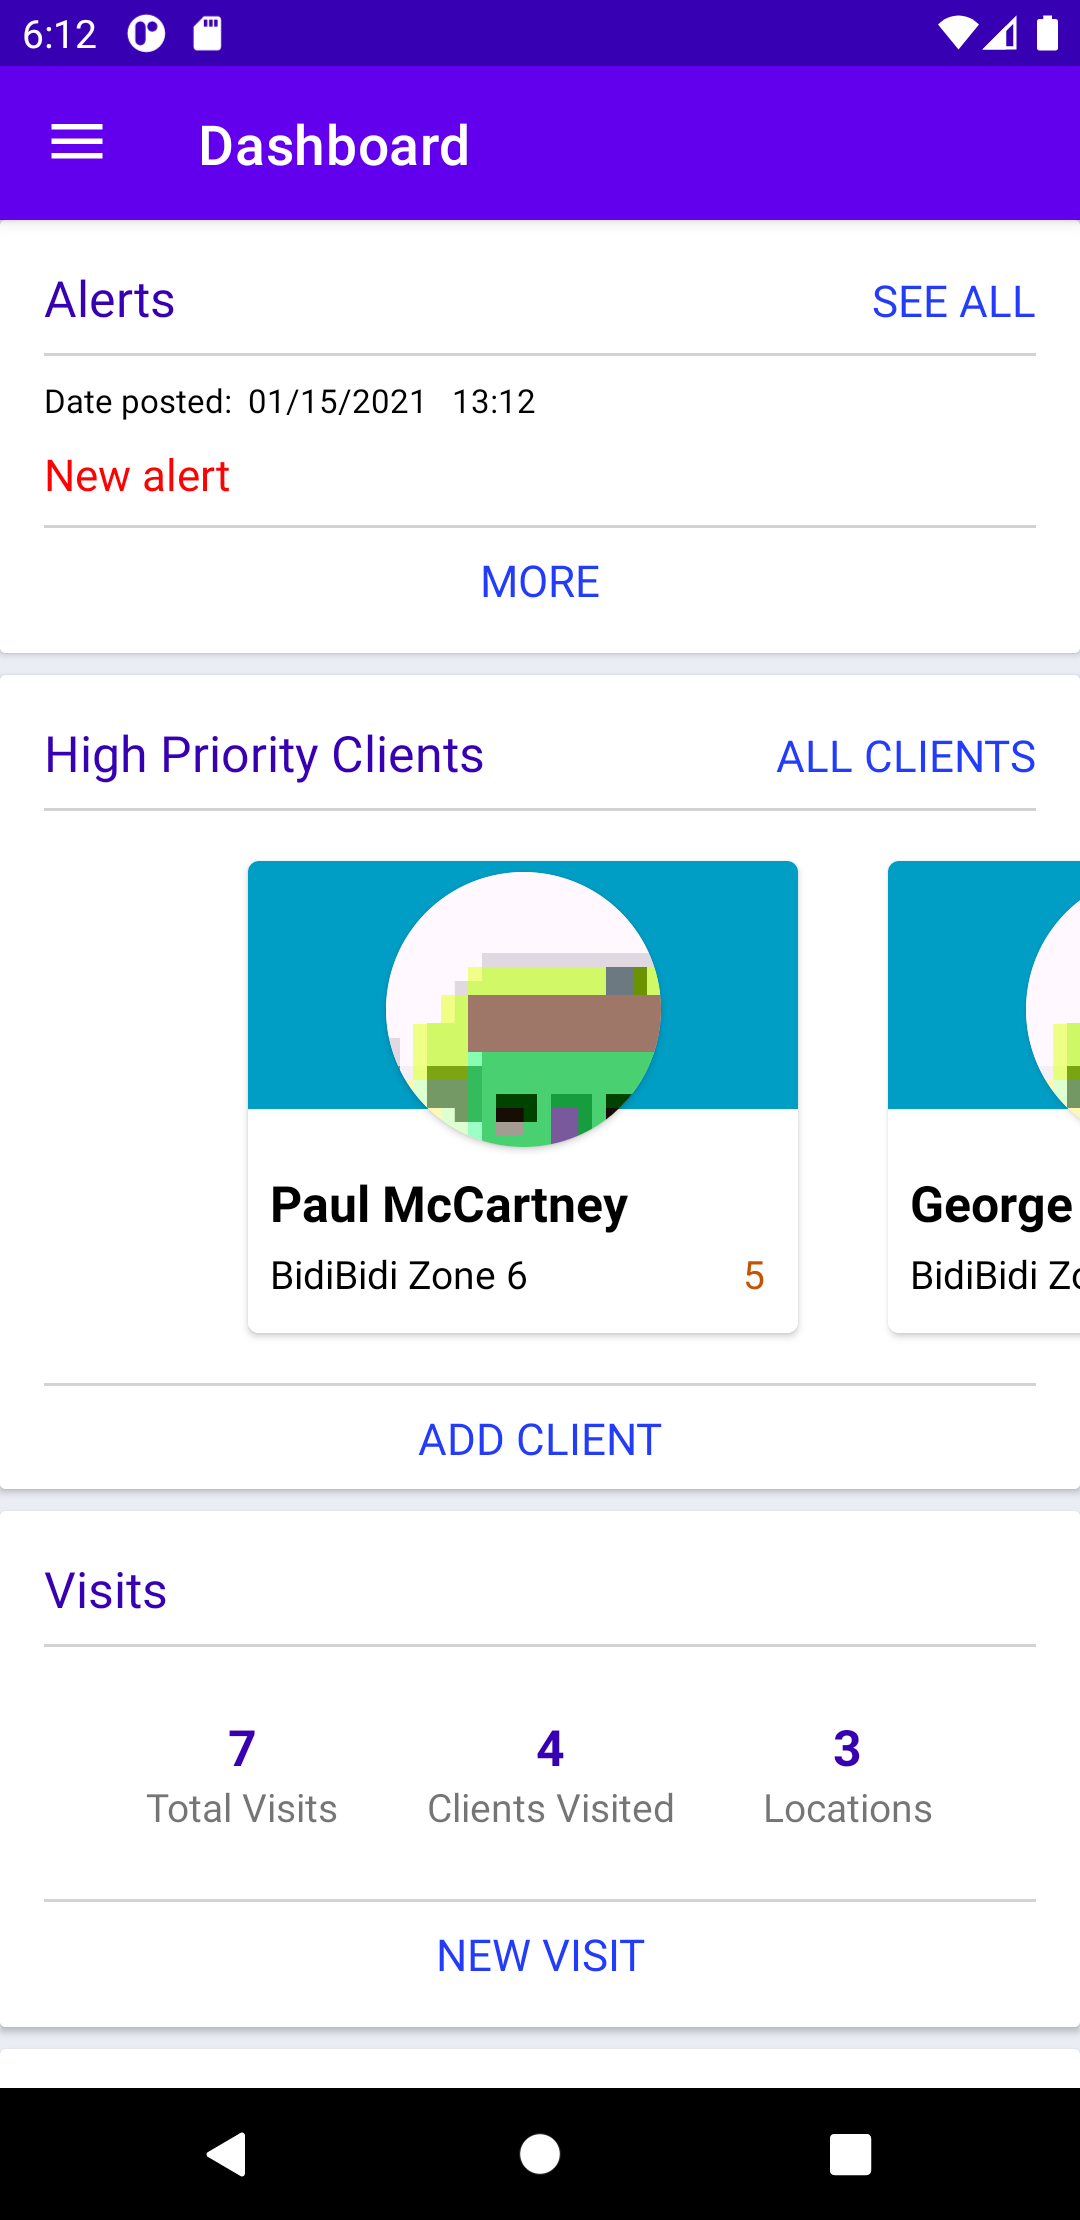 6:12
Dashboard
Alerts SEE ALL
Date posted: 01/15/2021 13:12
New alert
MORE
High Priority Clients ALL CLIENTS
Paul McCartney George
BidiBidi Zone 6 5 BidiBidi
ADD CLIENT
Visits
7 4 3
Total Visits Clients Visited Locations
NEW VISIT